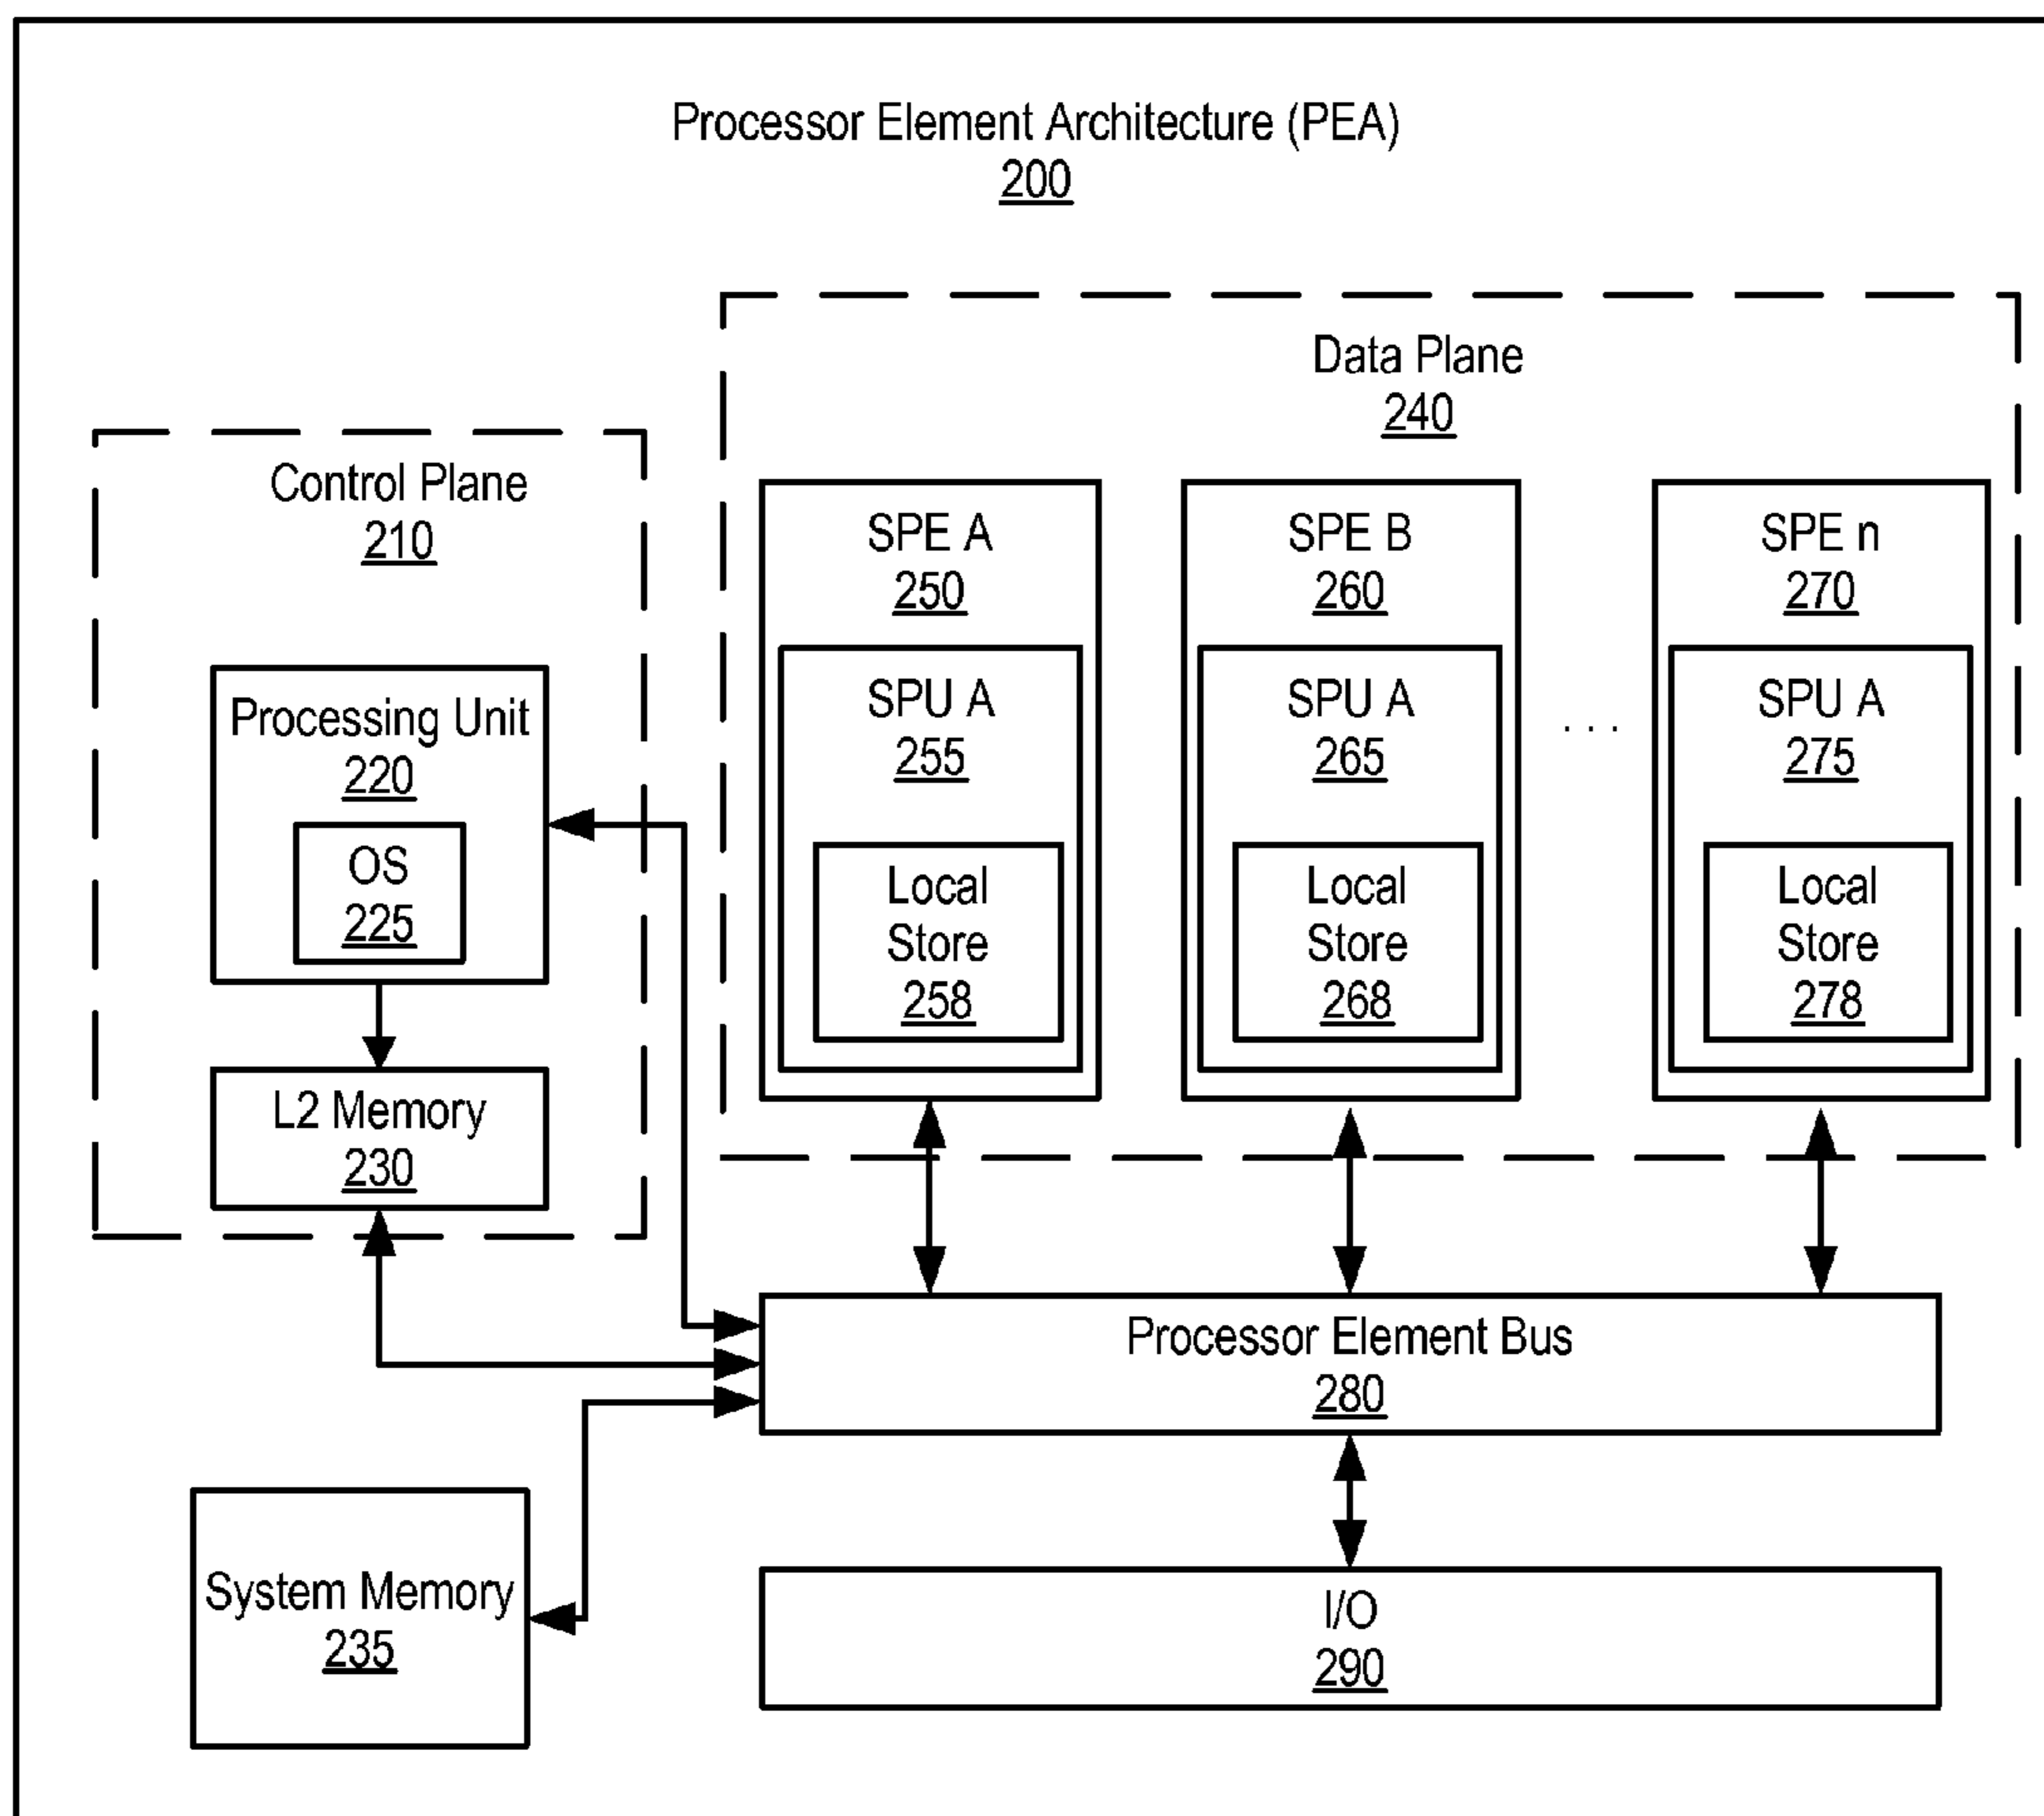 Processor Element Architecture (PEA)
200
Data Plane
240
Control Plane
210
Processing Unit
220
OS
225
L2 Memory
230
SPE A
250
SPU A
255
Local
Store
258
SPE B
260
SPU A
265
Local
Store
268
. . .
SPE n
270
SPU A
275
Local
Store
278
Processor Element Bus
280
System Memory
235
I/O
290